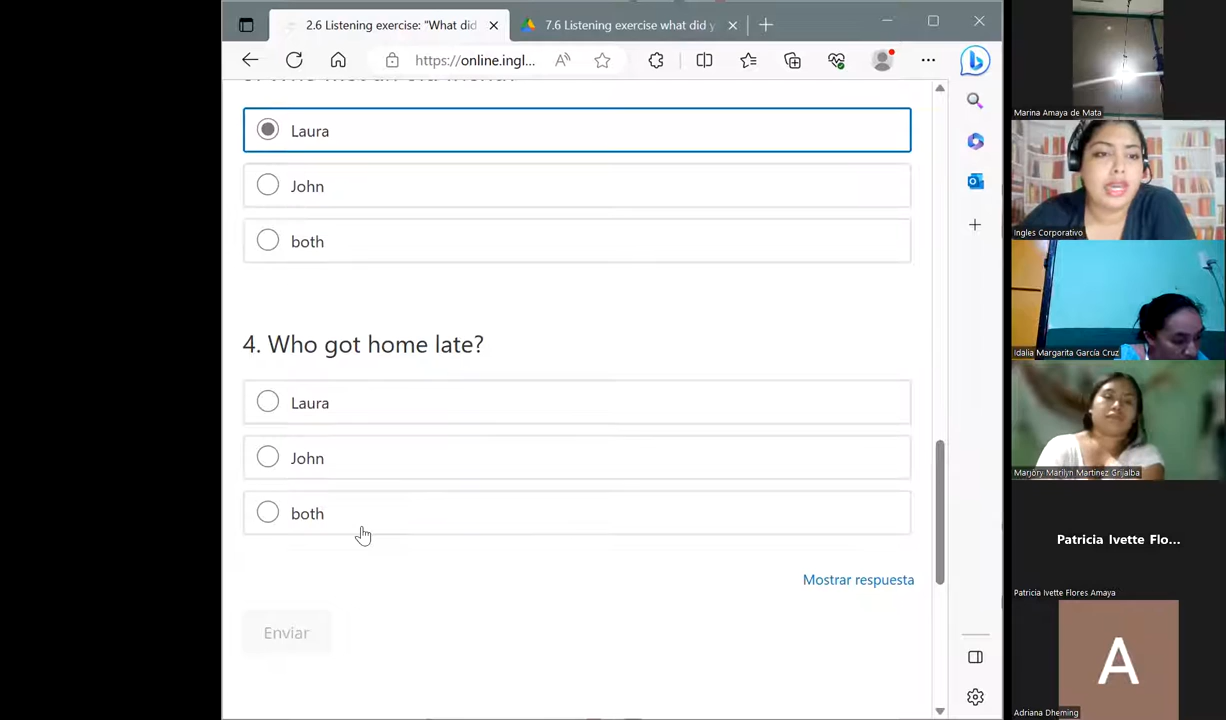 2.6 Listening exercise: "What did
7.6 Listening exercise what did y
https://online.ingl...
Laura
John
both
4. Who got home late?
Laura
John
both
Mostrar respuesta
Enviar
Marina Amaya de Mata
Ingles Corporativo
Idalia Margarita García Cruz
Marjory Marilyn Martinez Grijalba
Patricia Ivette Flo...
Patricia Ivette Flores Amaya
A
Adriana Dheming